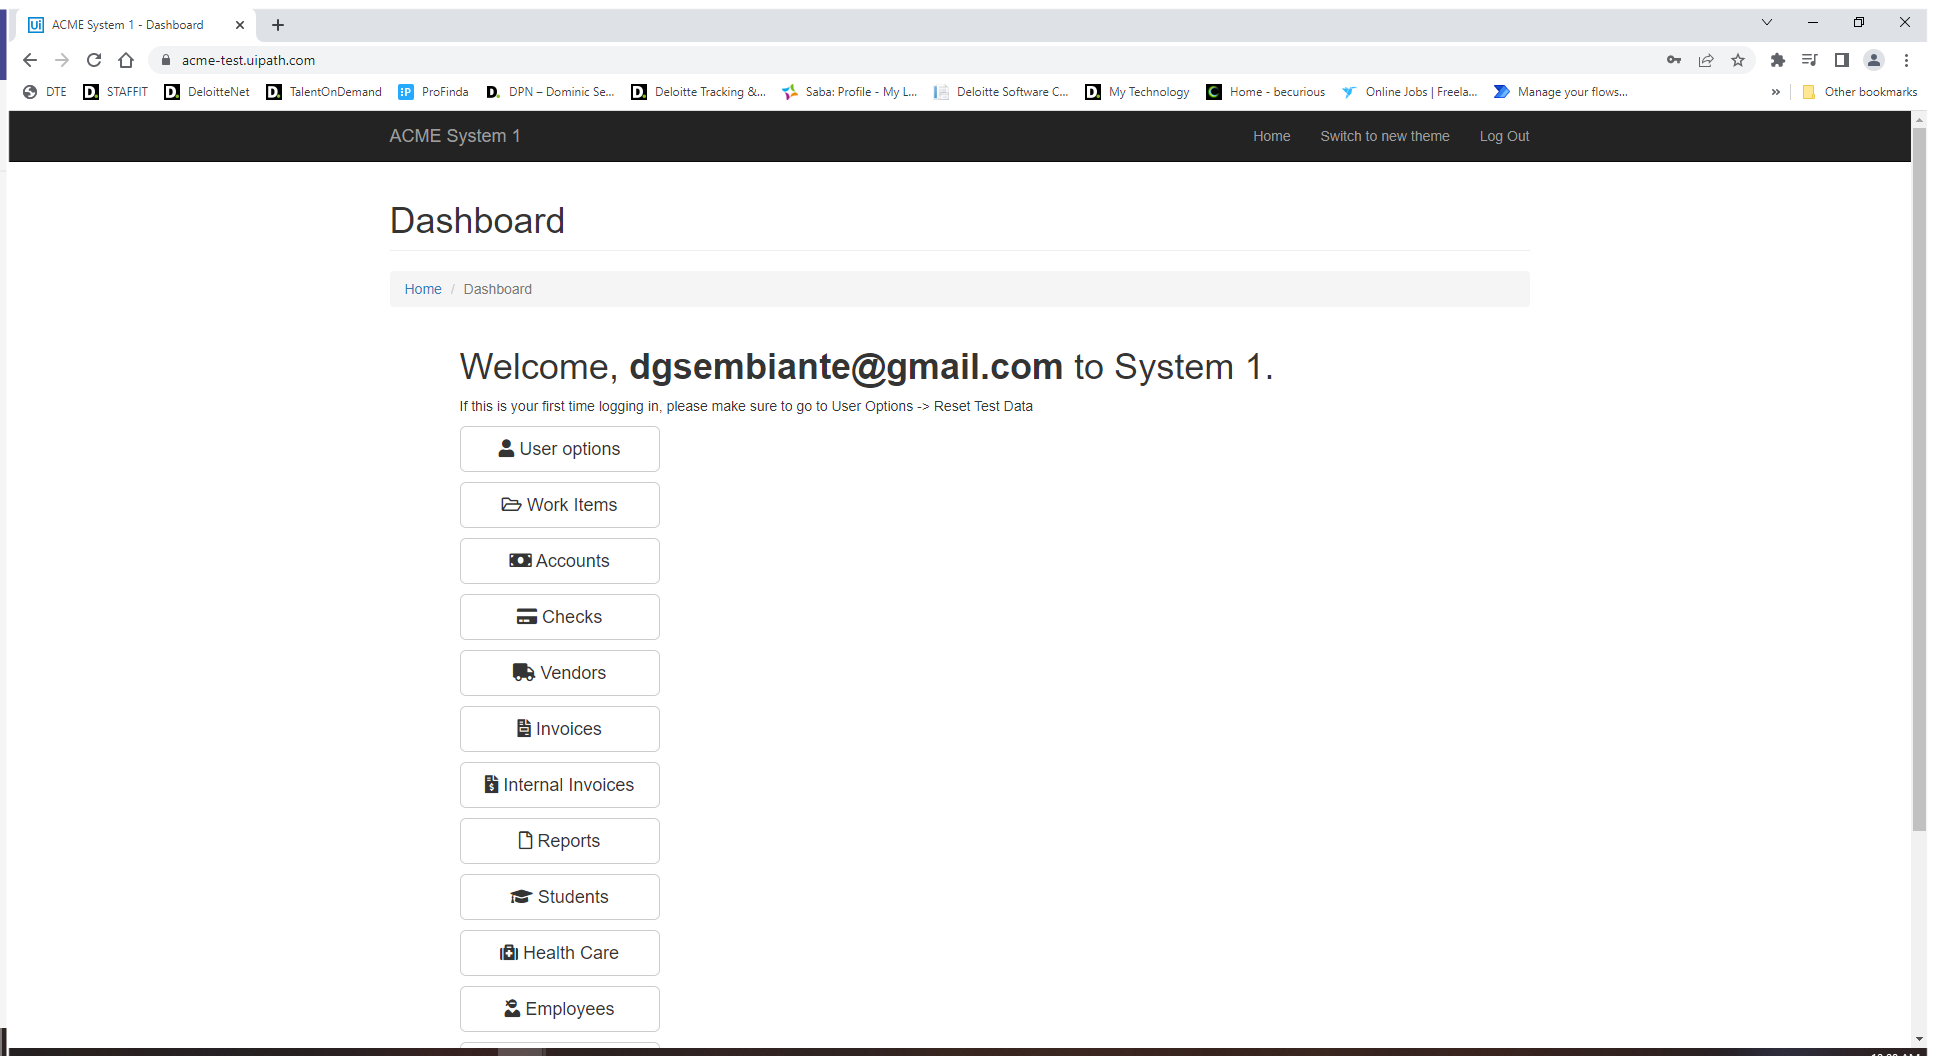 ACME System 1 - Dashboard
acme-test.uipath.com
DTE STAFFIT DeloitteNet TalentOnDemand ProFinda DPN – Dominic Se... Deloitte Tracking &... Saba: Profile - My L... Deloitte Software C... My Technology Home - becurious Online Jobs | Freela... Manage your flows... » Other bookmarks
ACME System 1 Home Switch to new theme Log Out
Dashboard
Home / Dashboard
Welcome, dgsembiante@gmail.com to System 1.
If this is your first time logging in, please make sure to go to User Options -> Reset Test Data
User options
Work Items
Accounts
Checks
Vendors
Invoices
Internal Invoices
Reports
Students
Health Care
Employees